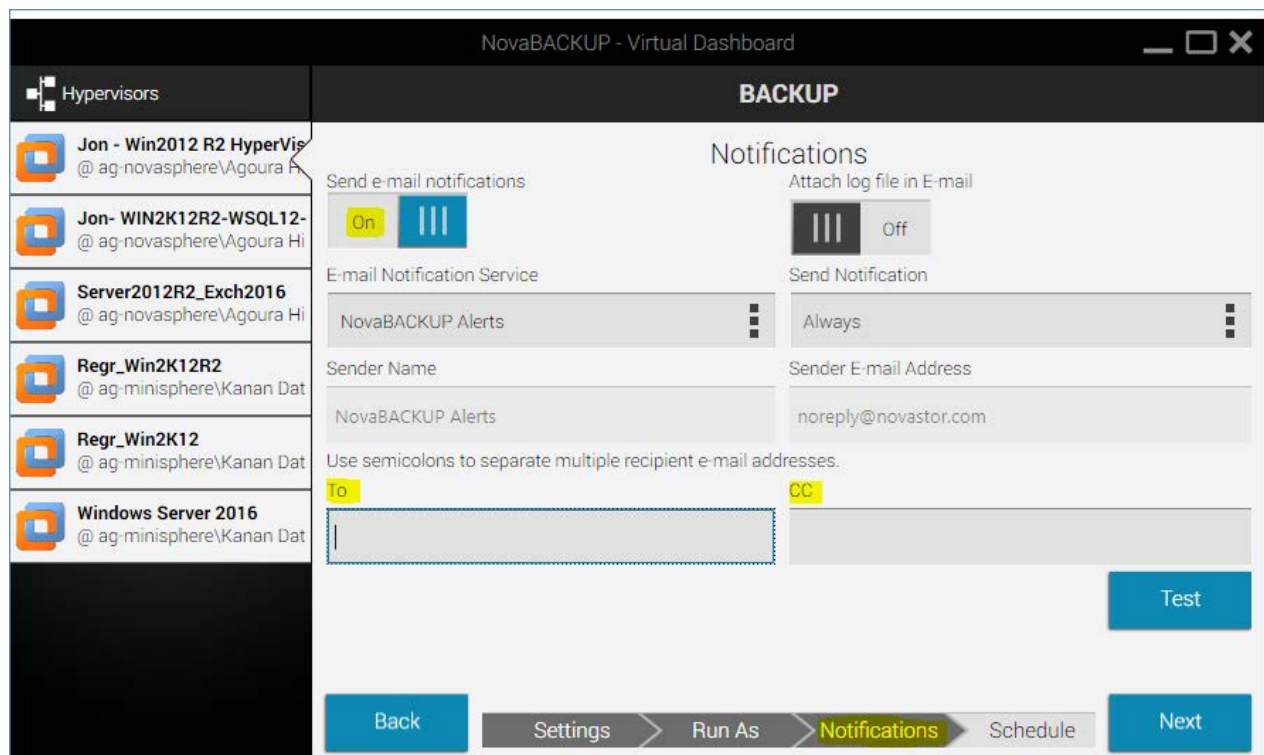 NovaBACKUP - Virtual Dashboard
Hypervisors
BACKUP
Jon - Win2012 R2 HyperVis
@ ag-novasphere\Agoura H
Jon- WIN2K12R2-WSQL12-
@ ag-novasphere\Agoura Hi
Server2012R2_Exch2016
@ ag-novasphere\Agoura Hi
Regr_Win2K12R2
@ ag-minisphere\Kanan Dat
Regr_Win2K12
@ ag-minisphere\Kanan Dat
Windows Server 2016
@ ag-minisphere\Kanan Dat
Notifications
Send e-mail notifications
Attach log file in E-mail
On
Off
E-mail Notification Service
Send Notification
NovaBACKUP Alerts
Always
Sender Name
Sender E-mail Address
NovaBACKUP Alerts
noreply@novastor.com
Use semicolons to separate multiple recipient e-mail addresses.
To
CC
Test
Back
Settings
Run As
Notifications
Schedule
Next